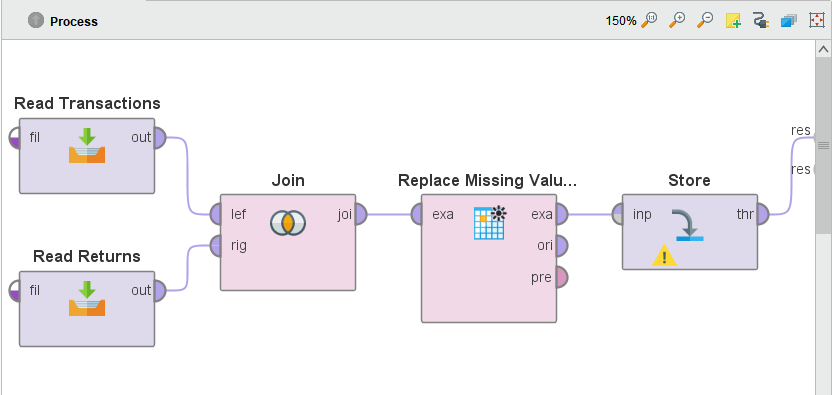 Process
150%
Read Transactions
fil out
Read Returns
fil out
Join
lef joi
rig
Replace Missing Valu...
exa exa
ori
pre
Store
inp thr
res
res